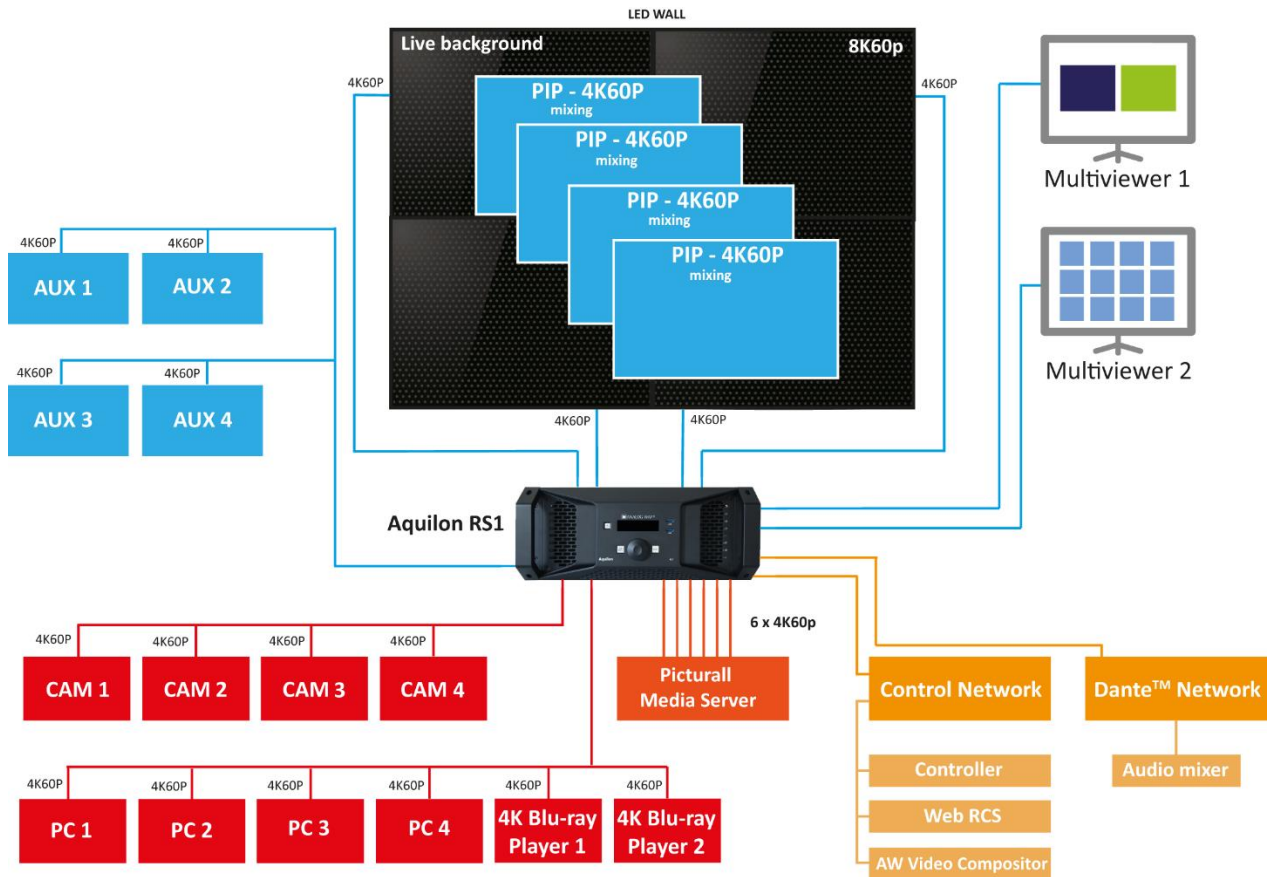 LED WALL
Live background
8K60p
4K60P
4K60P
PIP - 4K60P
mixing
PIP - 4K60P
mixing
PIP - 4K60P
mixing
PIP - 4K60P
mixing
Multiviewer 1
4K60P
4K60P
AUX 1
AUX 2
4K60P
4K60P
AUX 3
AUX 4
Multiviewer 2
4K60P
4K60P
Aquilon RS1
Aquilon
6 x 4K60p
4K60P
4K60P
4K60P
4K60P
CAM 1
CAM 2
CAM 3
CAM 4
Picturall
Media Server
Control Network
Dante™ Network
Controller
Audio mixer
Web RCS
AW Video Compositor
4K60P
4K60P
4K60P
4K60P
4K60P
4K60P
PC 1
PC 2
PC 3
PC 4
4K Blu-ray
Player 1
4K Blu-ray
Player 2